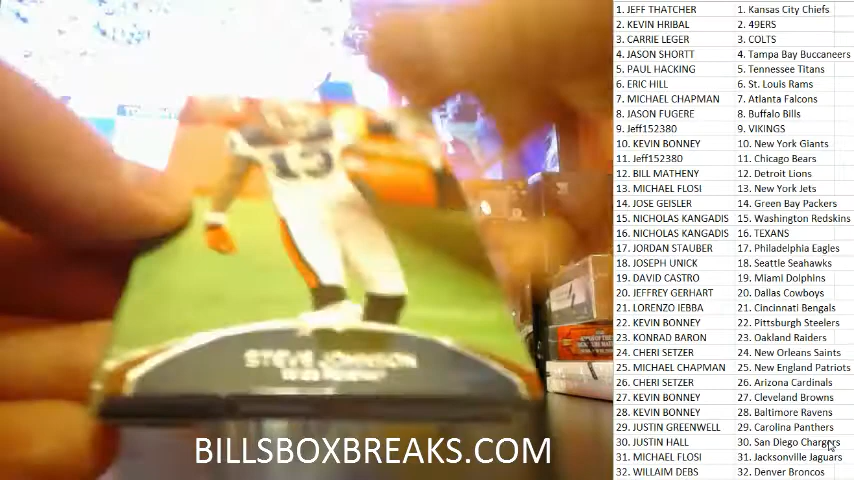 13
STEVE JOHNSON
BILLSBOXBREAKS.COM
1. JEFF THATCHER 1. Kansas City Chiefs
2. KEVIN HRIBAL 2. 49ERS
3. CARRIE LEGER 3. COLTS
4. JASON SHORTT 4. Tampa Bay Buccaneers
5. PAUL HACKING 5. Tennessee Titans
6. ERIC HILL 6. St. Louis Rams
7. MICHAEL CHAPMAN 7. Atlanta Falcons
8. JASON FUGERE 8. Buffalo Bills
9. Jeff152380 9. VIKINGS
10. KEVIN BONNEY 10. New York Giants
11. Jeff152380 11. Chicago Bears
12. BILL MATHENY 12. Detroit Lions
13. MICHAEL FLOSI 13. New York Jets
14. JOSE GEISLER 14. Green Bay Packers
15. NICHOLAS KANGADIS 15. Washington Redskins
16. NICHOLAS KANGADIS 16. TEXANS
17. JORDAN STAUBER 17. Philadelphia Eagles
18. JOSEPH UNICK 18. Seattle Seahawks
19. DAVID CASTRO 19. Miami Dolphins
20. JEFFREY GERHART 20. Dallas Cowboys
21. LORENZO IEBBA 21. Cincinnati Bengals
22. KEVIN BONNEY 22. Pittsburgh Steelers
23. KONRAD BARON 23. Oakland Raiders
24. CHERI SETZER 24. New Orleans Saints
25. MICHAEL CHAPMAN 25. New England Patriots
26. CHERI SETZER 26. Arizona Cardinals
27. KEVIN BONNEY 27. Cleveland Browns
28. KEVIN BONNEY 28. Baltimore Ravens
29. JUSTIN GREENWELL 29. Carolina Panthers
30. JUSTIN HALL 30. San Diego Chargers
31. MICHAEL FLOSI 31. Jacksonville Jaguars
32. WILLAIM DEBS 32. Denver Broncos